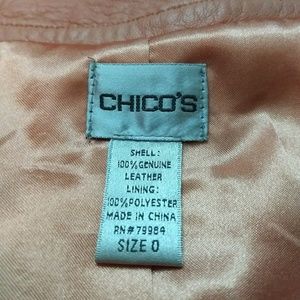 CHICO'S
SHELL:
100% GENUINE
LEATHER
LINING:
100% POLYESTER
MADE IN CHINA
RN# 79984
SIZE 0